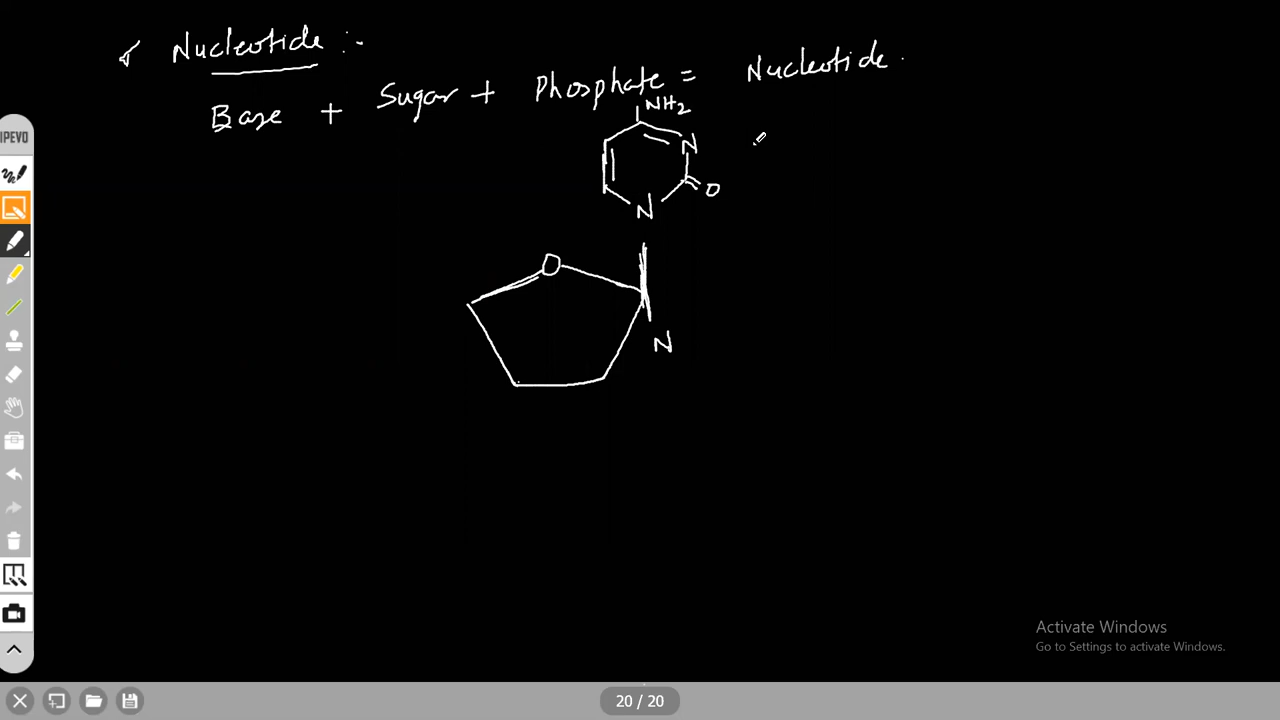 Nucleotide :-
Base + Sugar + Phosphate = Nucleotide.
NH2
N
O
N
O
N
IPEVO
Activate Windows
Go to Settings to activate Windows.
20 / 20